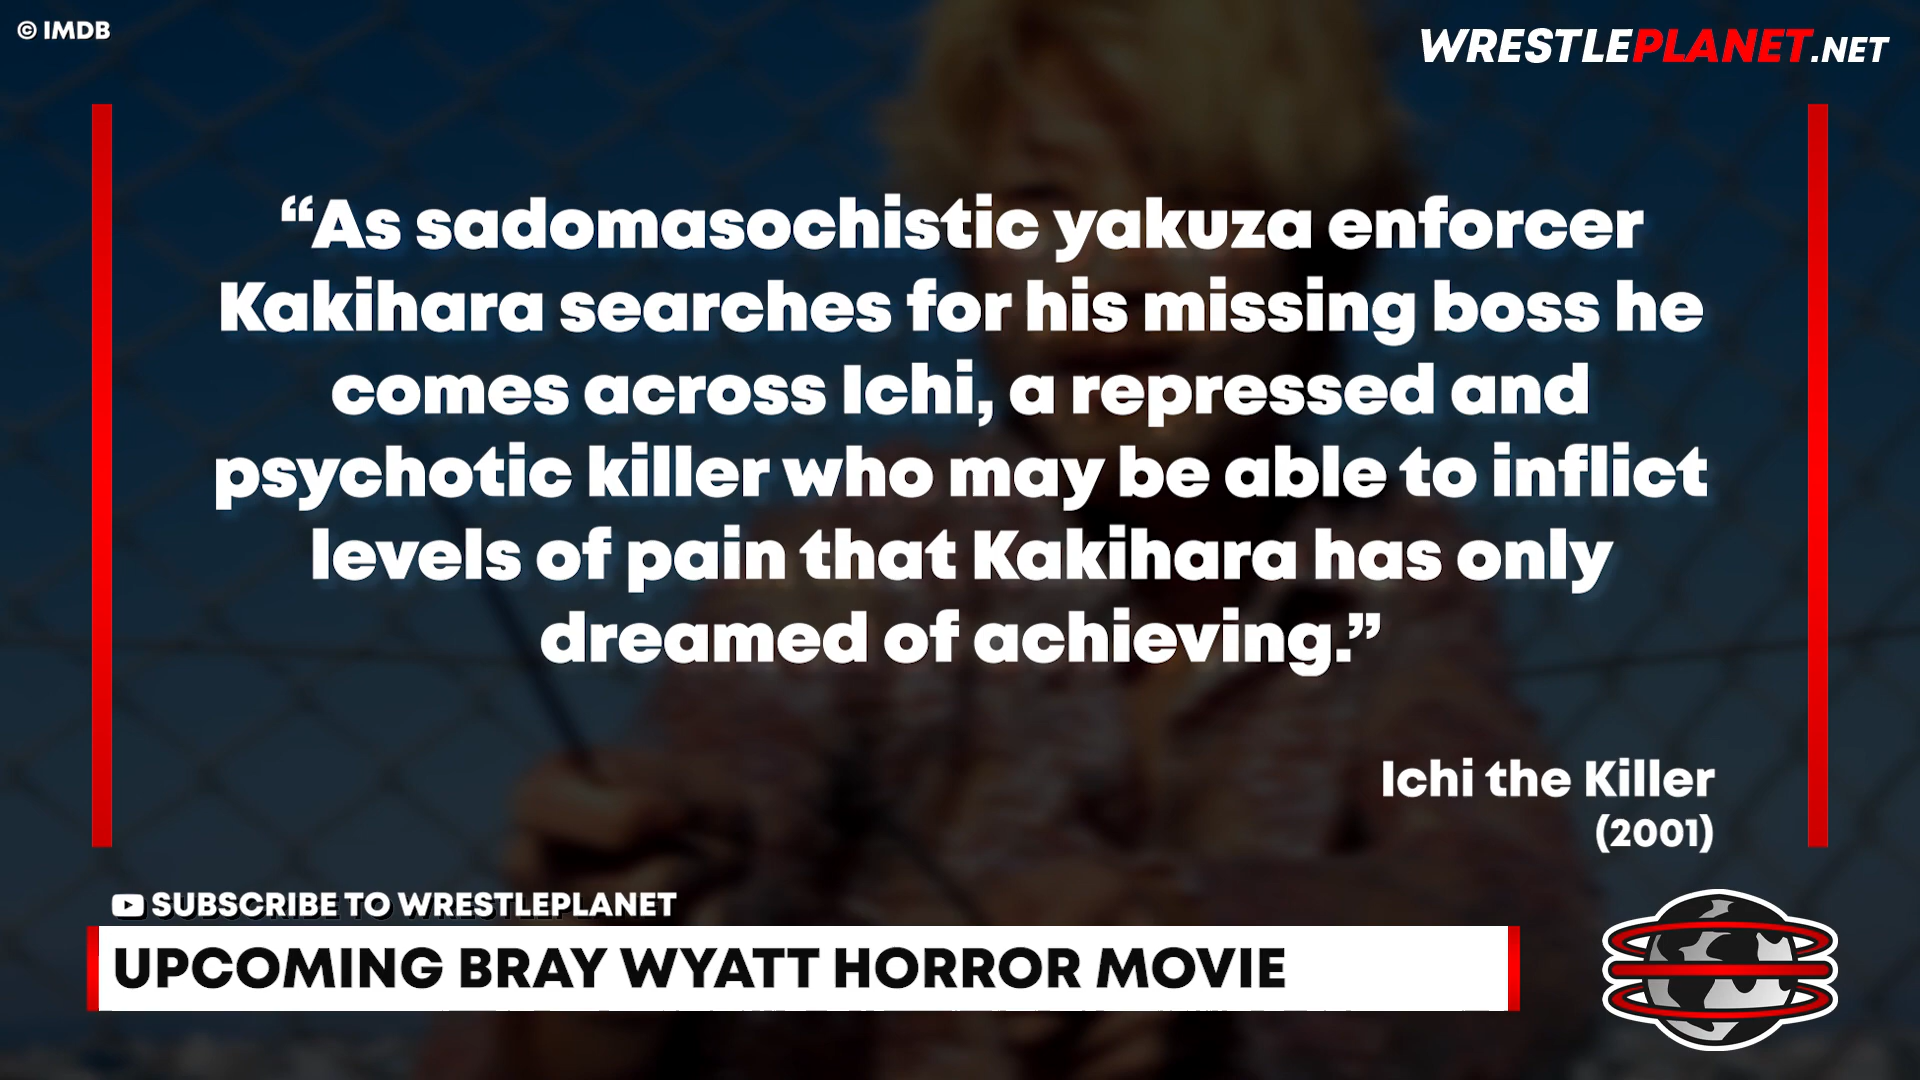 © IMDB
WRESTLEPLANET.NET
“As sadomasochistic yakuza enforcer
Kakihara searches for his missing boss he
comes across Ichi, a repressed and
psychotic killer who may be able to inflict
levels of pain that Kakihara has only
dreamed of achieving.”
Ichi the Killer
(2001)
SUBSCRIBE TO WRESTLEPLANET
UPCOMING BRAY WYATT HORROR MOVIE